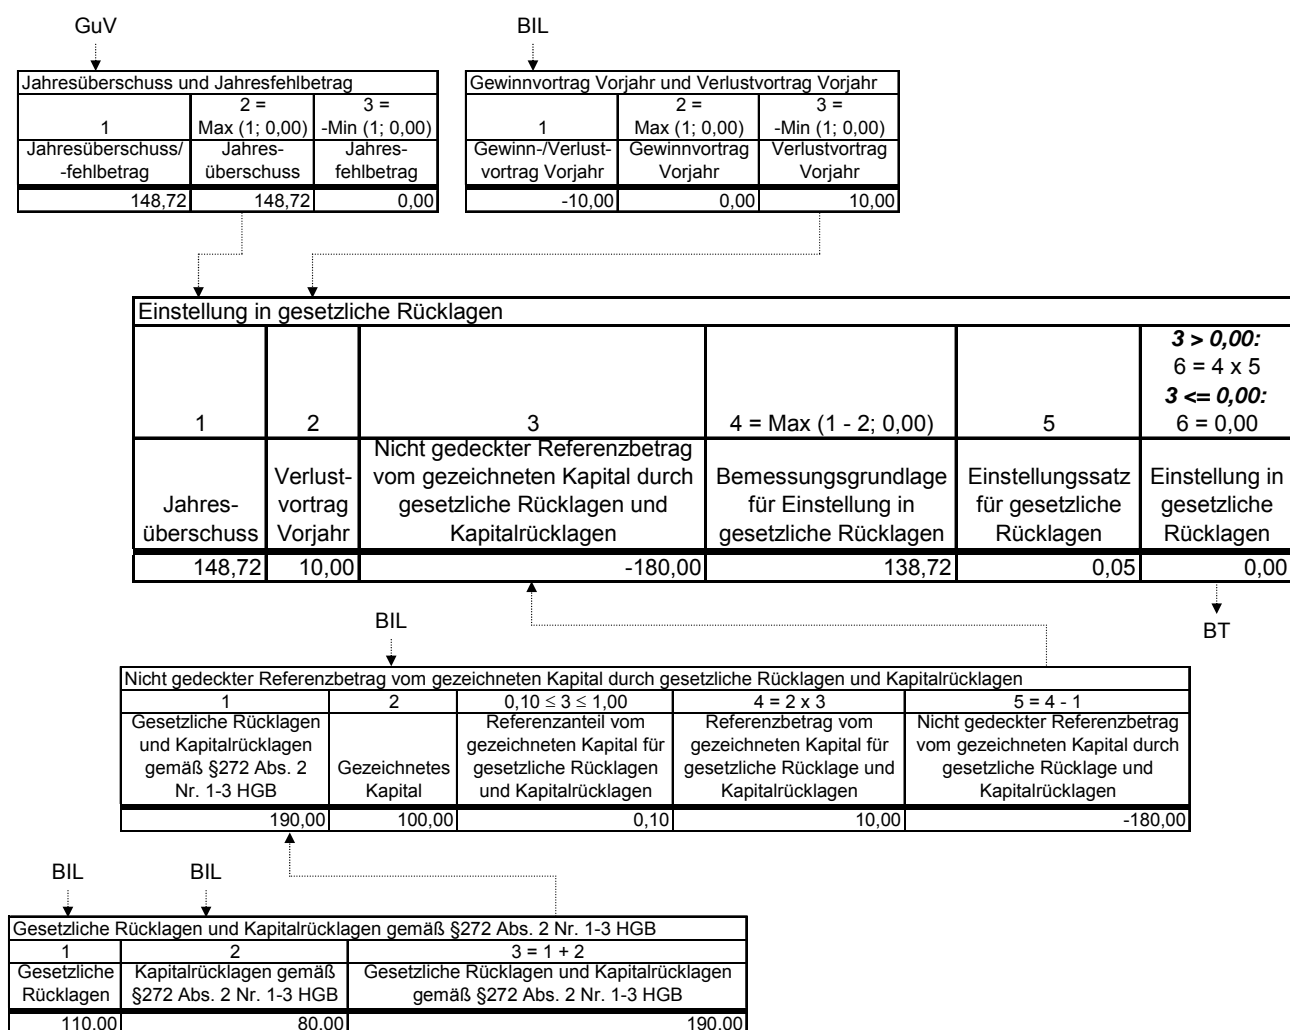 GuV
BIL
Jahresüberschuss und Jahresfehlbetrag
1
2 =
Max (1; 0,00)
3 =
-Min (1; 0,00)
Jahresüberschuss/
-fehlbetrag
Jahres-
überschuss
Jahres-
fehlbetrag
148,72
148,72
0,00
Gewinnvortrag Vorjahr und Verlustvortrag Vorjahr
1
2 =
Max (1; 0,00)
3 =
-Min (1; 0,00)
Gewinn-/Verlust-
vortrag Vorjahr
Gewinnvortrag
Vorjahr
Verlustvortrag
Vorjahr
-10,00
0,00
10,00
Einstellung in gesetzliche Rücklagen
1
2
3
4 = Max (1 - 2; 0,00)
5
3 > 0,00:
6 = 4 x 5
3 <= 0,00:
6 = 0,00
Jahres-
überschuss
Verlust-
vortrag
Vorjahr
Nicht gedeckter Referenzbetrag
vom gezeichneten Kapital durch
gesetzliche Rücklagen und
Kapitalrücklagen
Bemessungsgrundlage
für Einstellung in
gesetzliche Rücklagen
Einstellungssatz
für gesetzliche
Rücklagen
Einstellung in
gesetzliche
Rücklagen
148,72
10,00
-180,00
138,72
0,05
0,00
BIL
BT
Nicht gedeckter Referenzbetrag vom gezeichneten Kapital durch gesetzliche Rücklagen und Kapitalrücklagen
1
2
0,10 ≤ 3 ≤ 1,00
4 = 2 x 3
5 = 4 - 1
Gesetzliche Rücklagen
und Kapitalrücklagen
gemäß §272 Abs. 2
Nr. 1-3 HGB
Gezeichnetes
Kapital
Referenzanteil vom
gezeichneten Kapital für
gesetzliche Rücklagen
und Kapitalrücklagen
Referenzbetrag vom
gezeichneten Kapital für
gesetzliche Rücklage und
Kapitalrücklagen
Nicht gedeckter Referenzbetrag
vom gezeichneten Kapital durch
gesetzliche Rücklage und
Kapitalrücklagen
190,00
100,00
0,10
10,00
-180,00
BIL
BIL
Gesetzliche Rücklagen und Kapitalrücklagen gemäß §272 Abs. 2 Nr. 1-3 HGB
1
2
3 = 1 + 2
Gesetzliche
Rücklagen
Kapitalrücklagen gemäß
§272 Abs. 2 Nr. 1-3 HGB
Gesetzliche Rücklagen und Kapitalrücklagen
gemäß §272 Abs. 2 Nr. 1-3 HGB
110,00
80,00
190,00